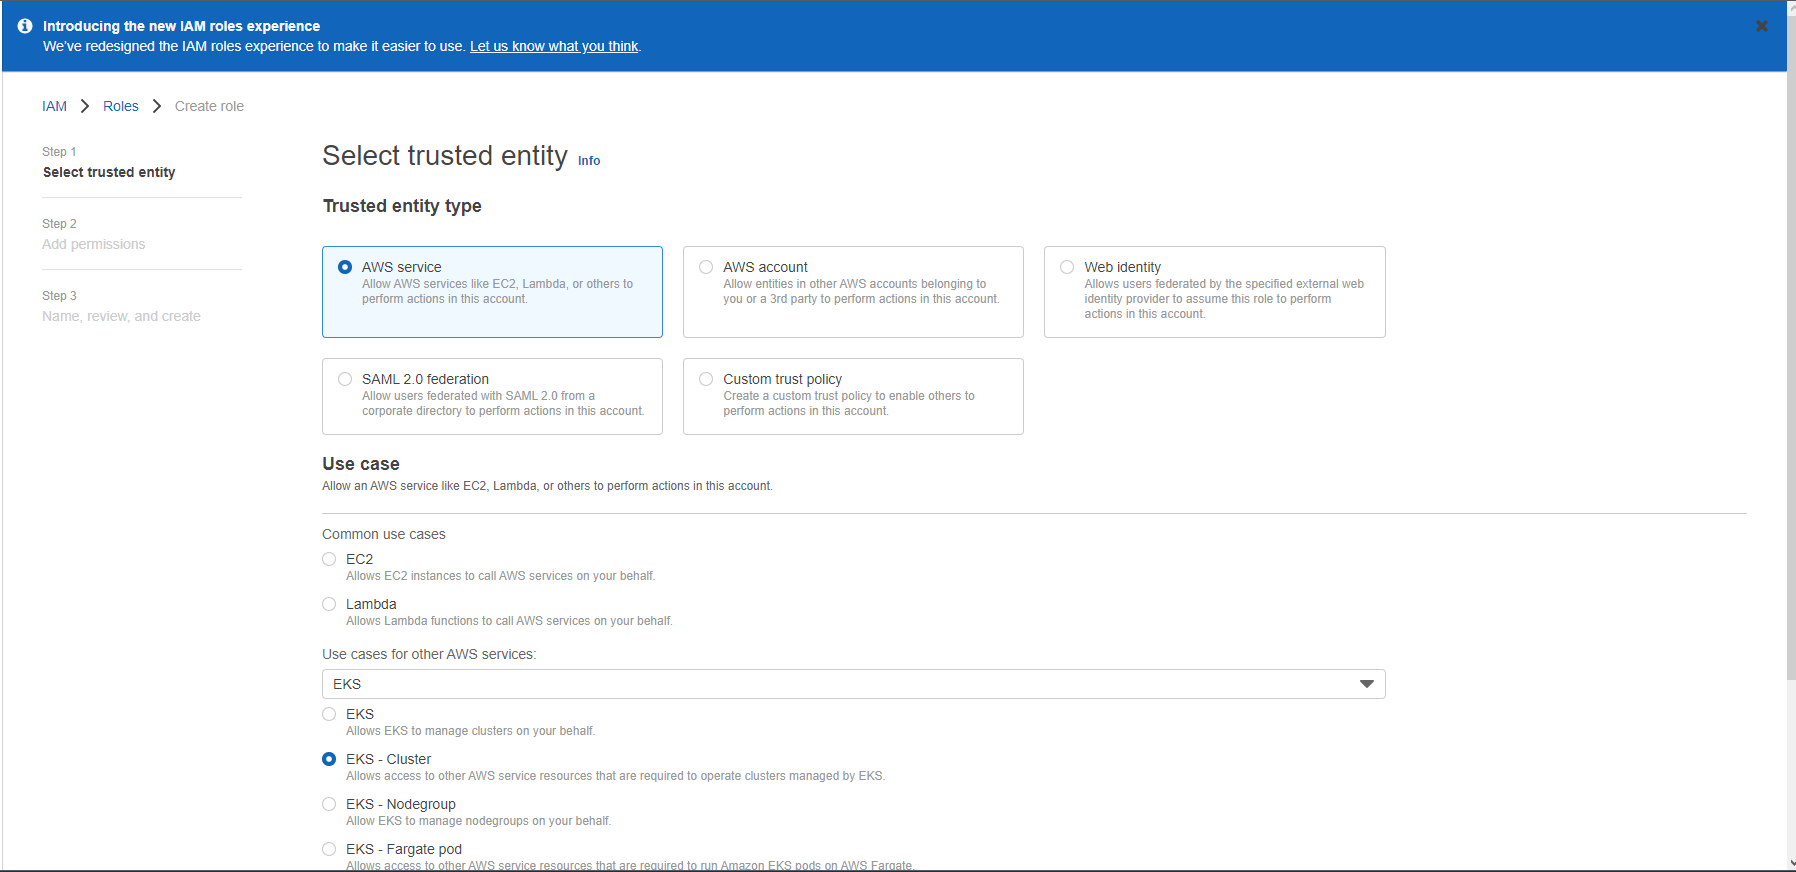 Introducing the new IAM roles experience
We've redesigned the IAM roles experience to make it easier to use. Let us know what you think.
IAM > Roles > Create role
Step 1
Select trusted entity
Step 2
Add permissions
Step 3
Name, review, and create
Select trusted entity Info
Trusted entity type
AWS service
Allow AWS services like EC2, Lambda, or others to
perform actions in this account.
AWS account
Allow entities in other AWS accounts belonging to
you or a 3rd party to perform actions in this account.
Web identity
Allows users federated by the specified external web
identity provider to assume this role to perform
actions in this account.
SAML 2.0 federation
Allow users federated with SAML 2.0 from a
corporate directory to perform actions in this account.
Custom trust policy
Create a custom trust policy to enable others to
perform actions in this account.
Use case
Allow an AWS service like EC2, Lambda, or others to perform actions in this account.
Common use cases
EC2
Allows EC2 instances to call AWS services on your behalf.
Lambda
Allows Lambda functions to call AWS services on your behalf.
Use cases for other AWS services:
EKS
EKS
Allows EKS to manage clusters on your behalf.
EKS - Cluster
Allows access to other AWS service resources that are required to operate clusters managed by EKS.
EKS - Nodegroup
Allow EKS to manage nodegroups on your behalf.
EKS - Fargate pod
Allows access to other AWS service resources that are required to run Amazon EKS pods on AWS Fargate.